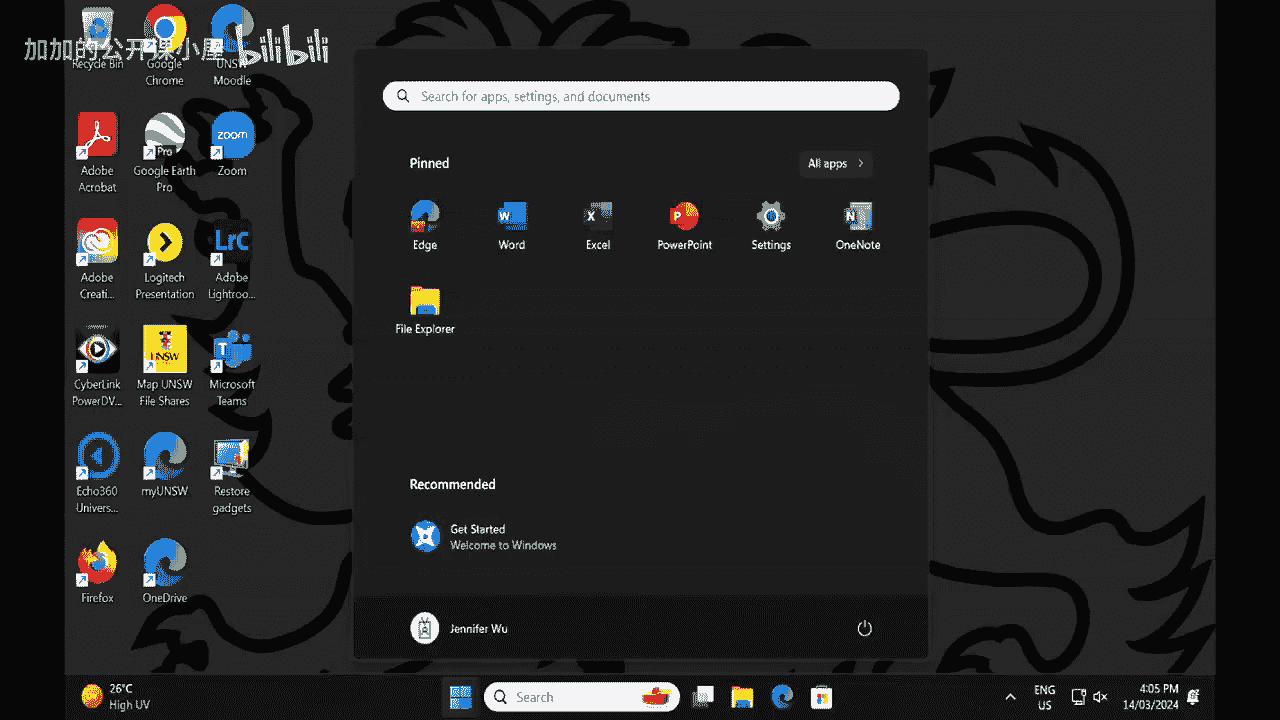 加加的公开课小屋
bilibili
Recycle Bin
Google
Chrome
UNSW
Moodle
Adobe
Acrobat
Google Earth
Pro
Zoom
Adobe
Creati...
Logitech
Presentation
Adobe
Lightroo...
CyberLink
PowerDV...
Map UNSW
File Shares
Microsoft
Teams
Echo360
Univers...
myUNSW
Restore
gadgets
Firefox
OneDrive
Pro
zoom
Lrc
UNSW
Search for apps, settings, and documents
Pinned
All apps
Edge
Word
Excel
PowerPoint
Settings
OneNote
File Explorer
Recommended
Get Started
Welcome to Windows
Jennifer Wu
26°C
High UV
Search
ENG
US
4:05 PM
14/03/2024